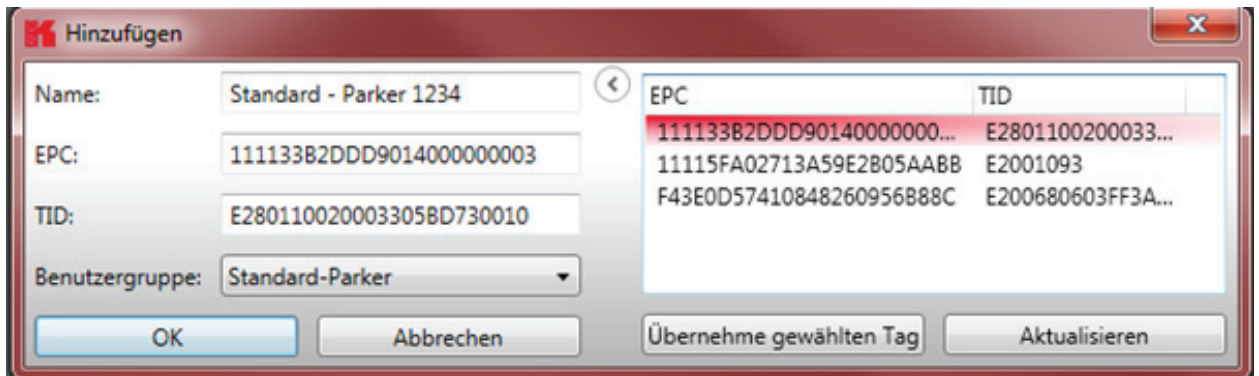 Hinzufügen
Name: Standard - Parker 1234
EPC: 111133B2DDD9014000000003
TID: E280110020003305BD730010
Benutzergruppe: Standard-Parker
OK Abbrechen
EPC TID
111133B2DDD90140000000... E2801100200033...
11115FA02713A59E2B05AABB E2001093
F43E0D57410848260956B88C E200680603FF3A...
Übernehme gewählten Tag Aktualisieren